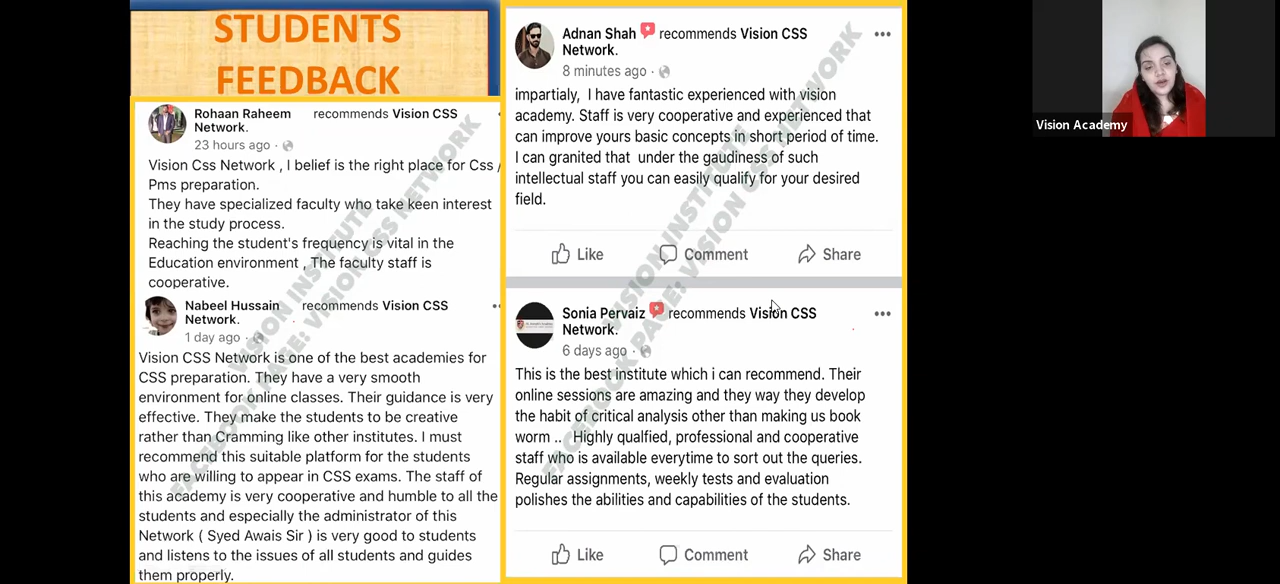 STUDENTS
FEEDBACK
Rohaan Raheem recommends Vision CSS
Network.
23 hours ago ·
Vision Css Network , I belief is the right place for Css /
Pms preparation.
They have specialized faculty who take keen interest
in the study process.
Reaching the student's frequency is vital in the
Education environment , The faculty staff is
cooperative.
Nabeel Hussain recommends Vision CSS
Network.
1 day ago ·
Vision CSS Network is one of the best academies for
CSS preparation. They have a very smooth
environment for online classes. Their guidance is very
effective. They make the students to be creative
rather than Cramming like other institutes. I must
recommend this suitable platform for the students
who are willing to appear in CSS exams. The staff of
this academy is very cooperative and humble to all the
students and especially the administrator of this
Network ( Syed Awais Sir ) is very good to students
and listens to the issues of all students and guides
them properly.
Adnan Shah recommends Vision CSS
Network.
8 minutes ago ·
impartialy, I have fantastic experienced with vision
academy. Staff is very cooperative and experienced that
can improve yours basic concepts in short period of time.
I can granited that under the gaudiness of such
intellectual staff you can easily qualify for your desired
field.
Like Comment Share
Sonia Pervaiz recommends Vision CSS
Network.
6 days ago ·
This is the best institute which i can recommend. Their
online sessions are amazing and they way they develop
the habit of critical analysis other than making us book
worm .. Highly qualfied, professional and cooperative
staff who is available everytime to sort out the queries.
Regular assignments, weekly tests and evaluation
polishes the abilities and capabilities of the students.
Like Comment Share
VISION INSTITUTE
FACEBOOK PAGE: VISION CSS NETWORK
VISION INSTITUTE
FACEBOOK PAGE: VISION CSS NETWORK
Vision Academy